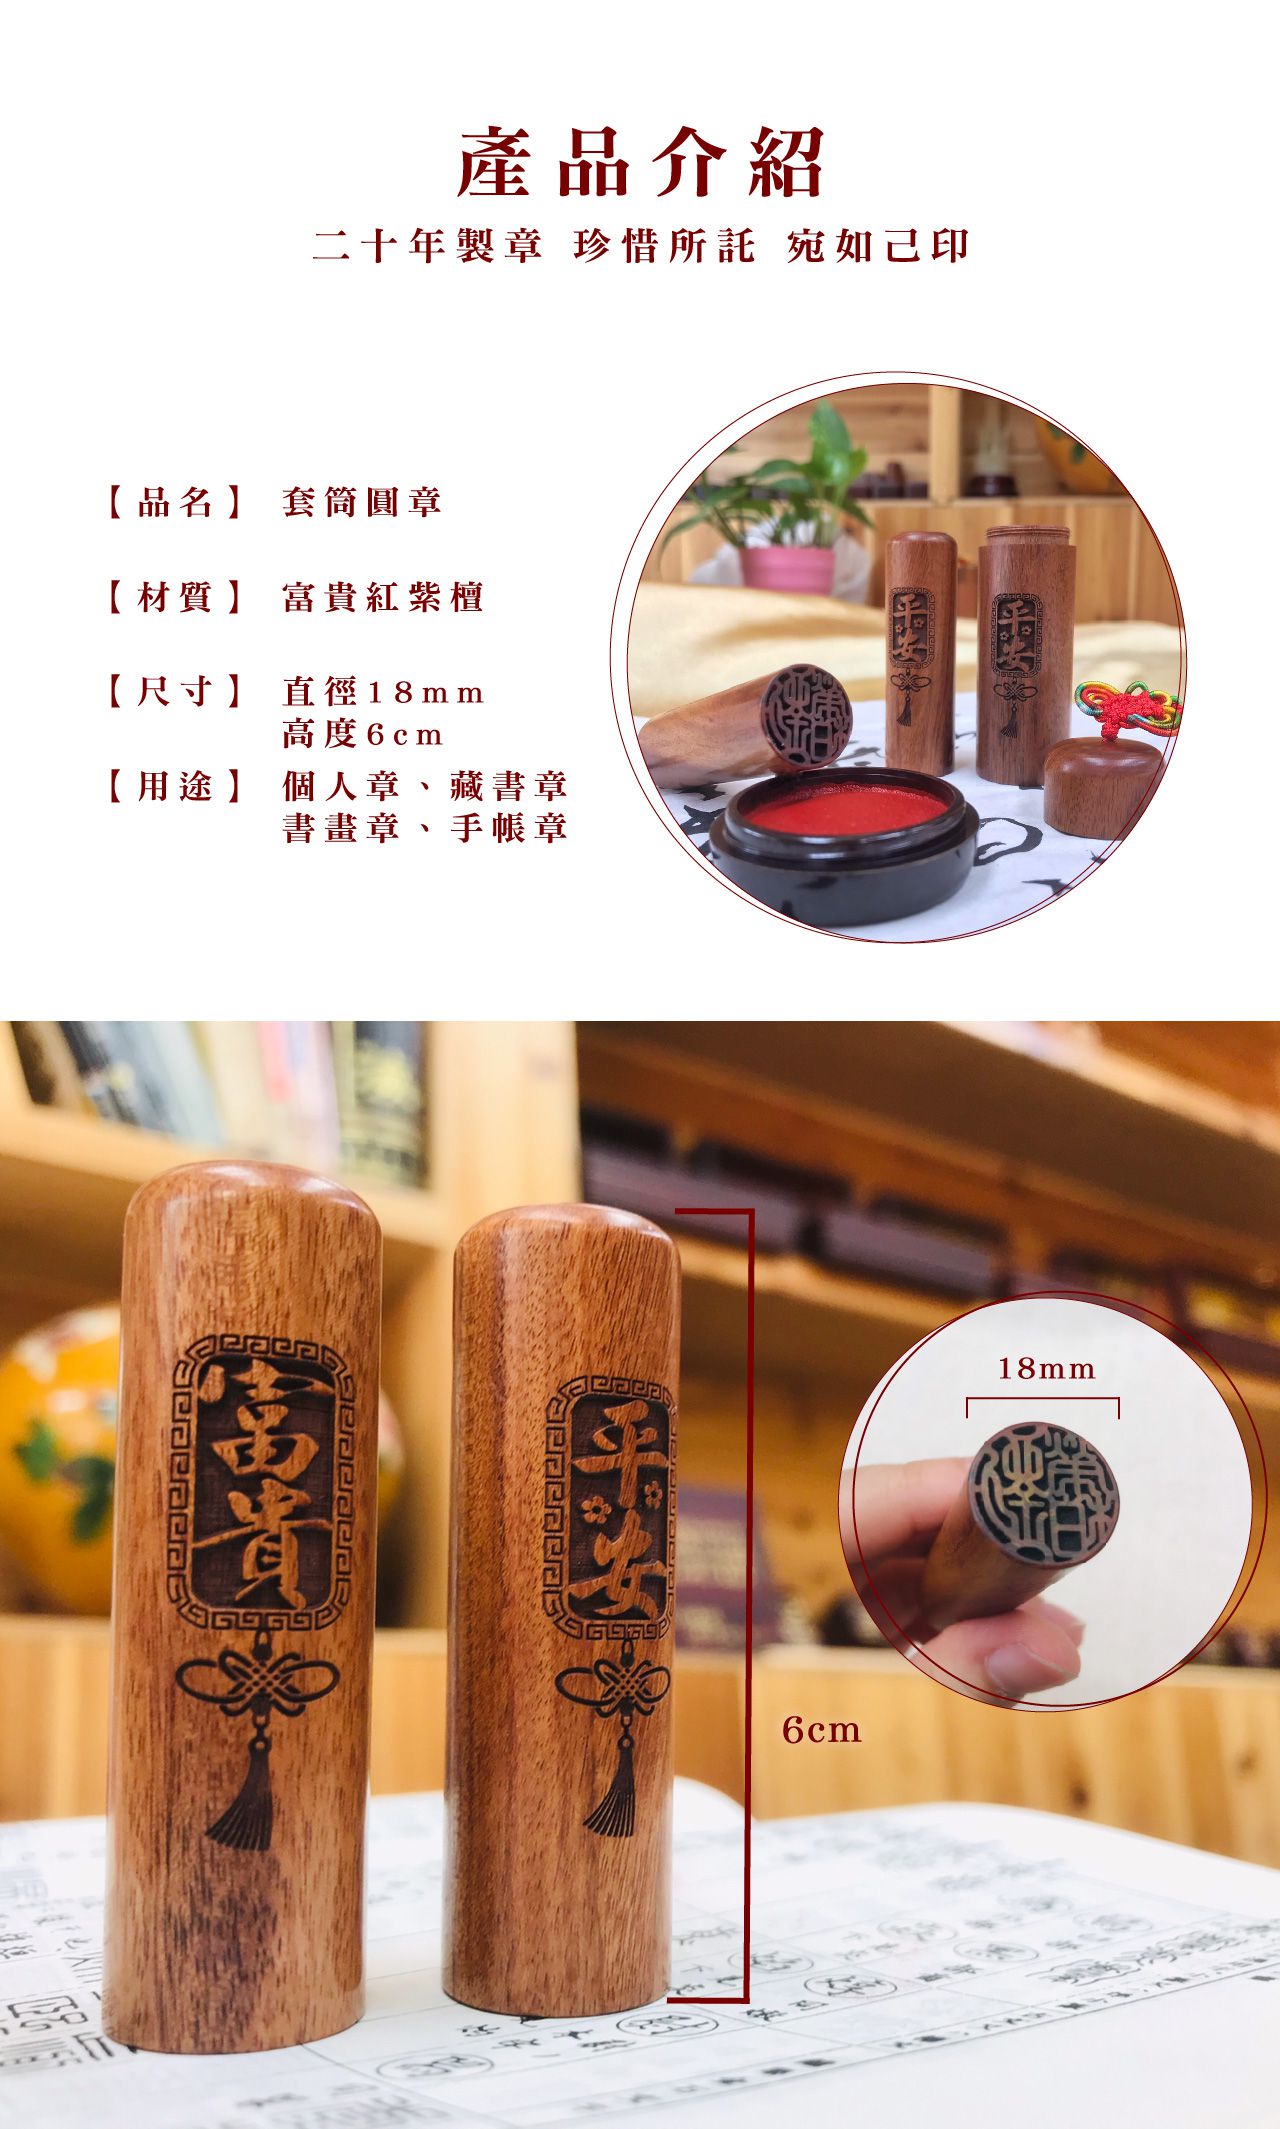 產品介紹
二十年製章 珍惜所託 宛如己印
【品名】 套筒圓章
【材質】 富貴紅紫檀
【尺寸】 直徑18mm
高度6cm
【用途】 個人章、藏書章
書畫章、手帳章
平安
平安
富貴
平安
18mm
6cm